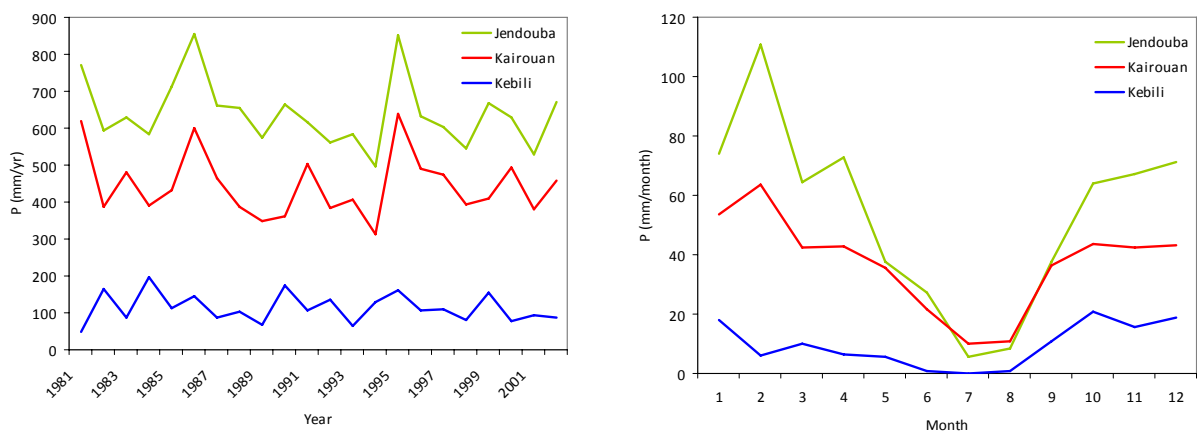 900
800
700
600
500
400
300
200
100
0
P (mm/yr)
Jendouba
Kairouan
Kebili
1981
1983
1985
1987
1989
1991
1993
1995
1997
1999
2001
Year
120
100
80
60
40
20
0
P (mm/month)
Jendouba
Kairouan
Kebili
1 2 3 4 5 6 7 8 9 10 11 12
Month